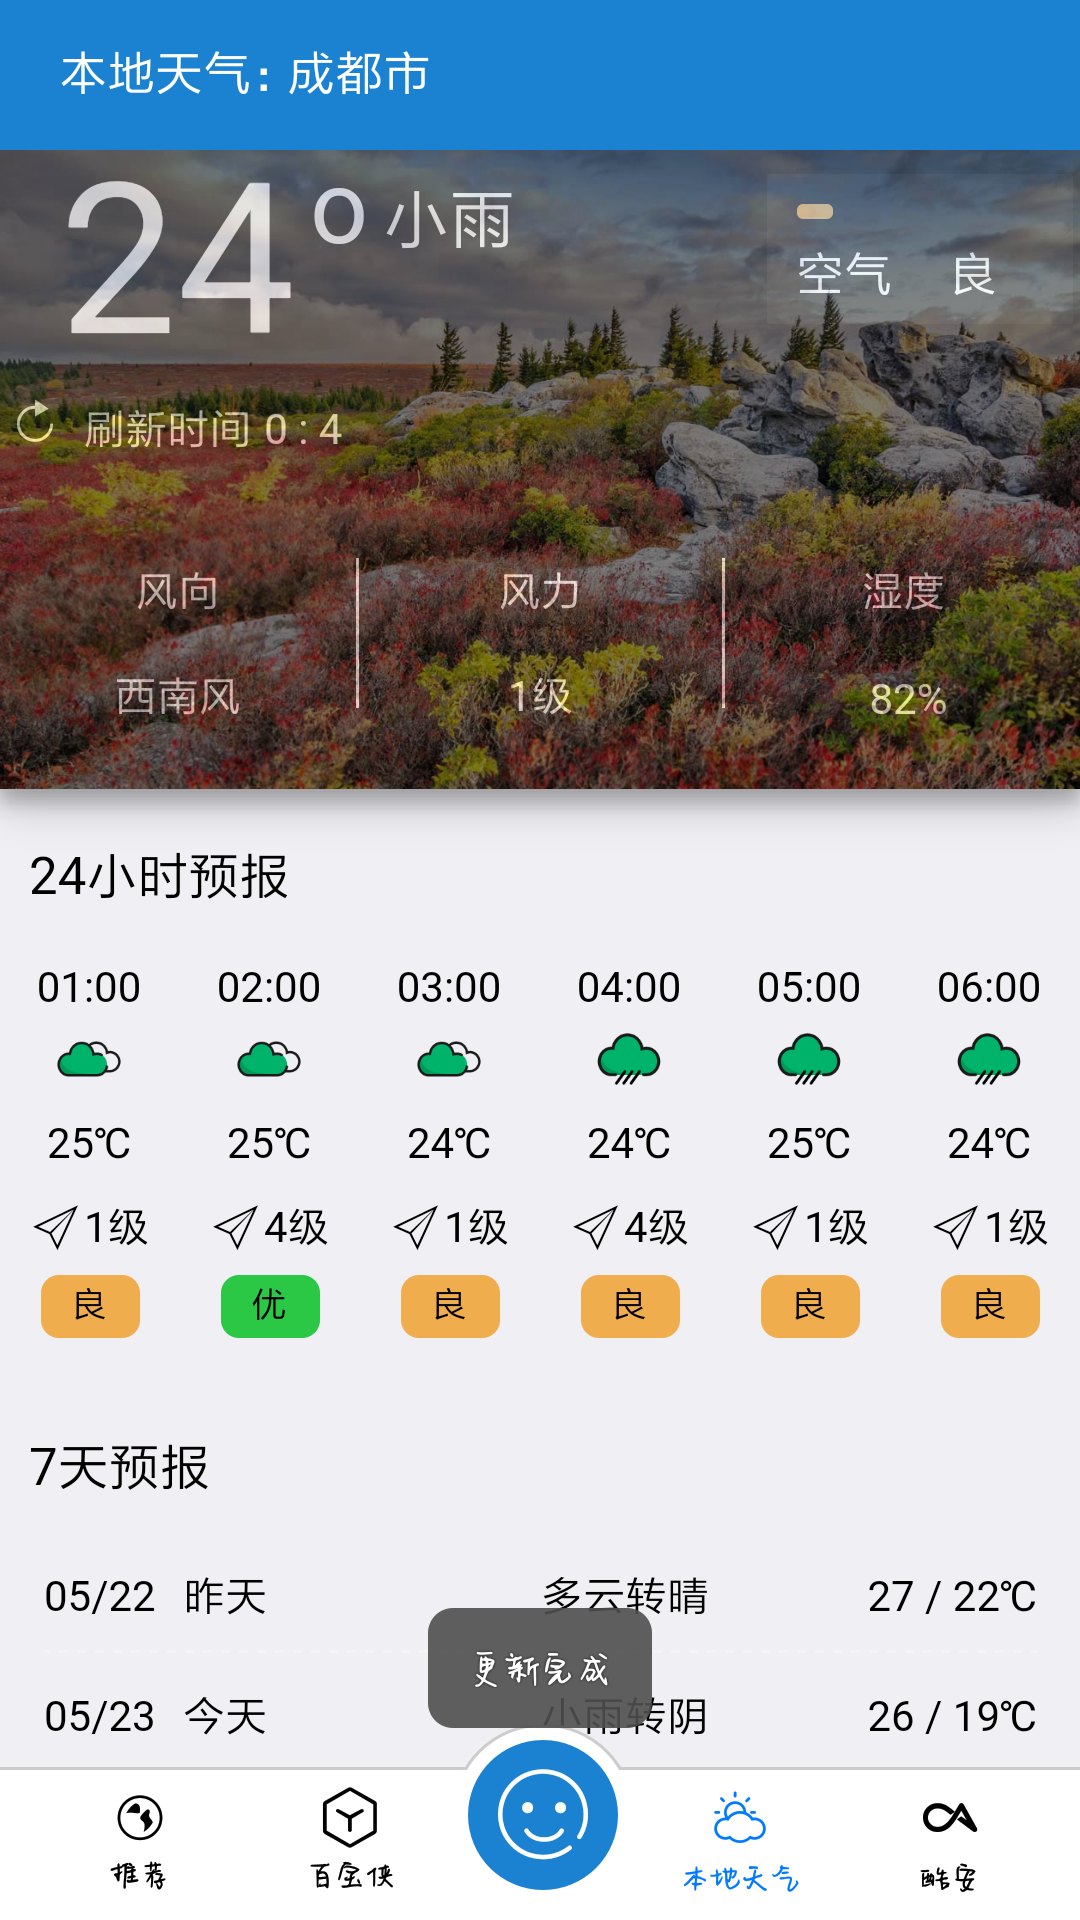 本地天气: 成都市
24° 小雨
空气 良
刷新时间 0 : 4
风向 风力 湿度
西南风 1级 82%
24小时预报
01:00 02:00 03:00 04:00 05:00 06:00
25℃ 25℃ 24℃ 24℃ 25℃ 24℃
1级 4级 1级 4级 1级 1级
良 优 良 良 良 良
7天预报
05/22 昨天 多云转晴 27 / 22℃
更新完成
05/23 今天 小雨转阴 26 / 19℃
推荐 百宝侠 本地天气 酷安